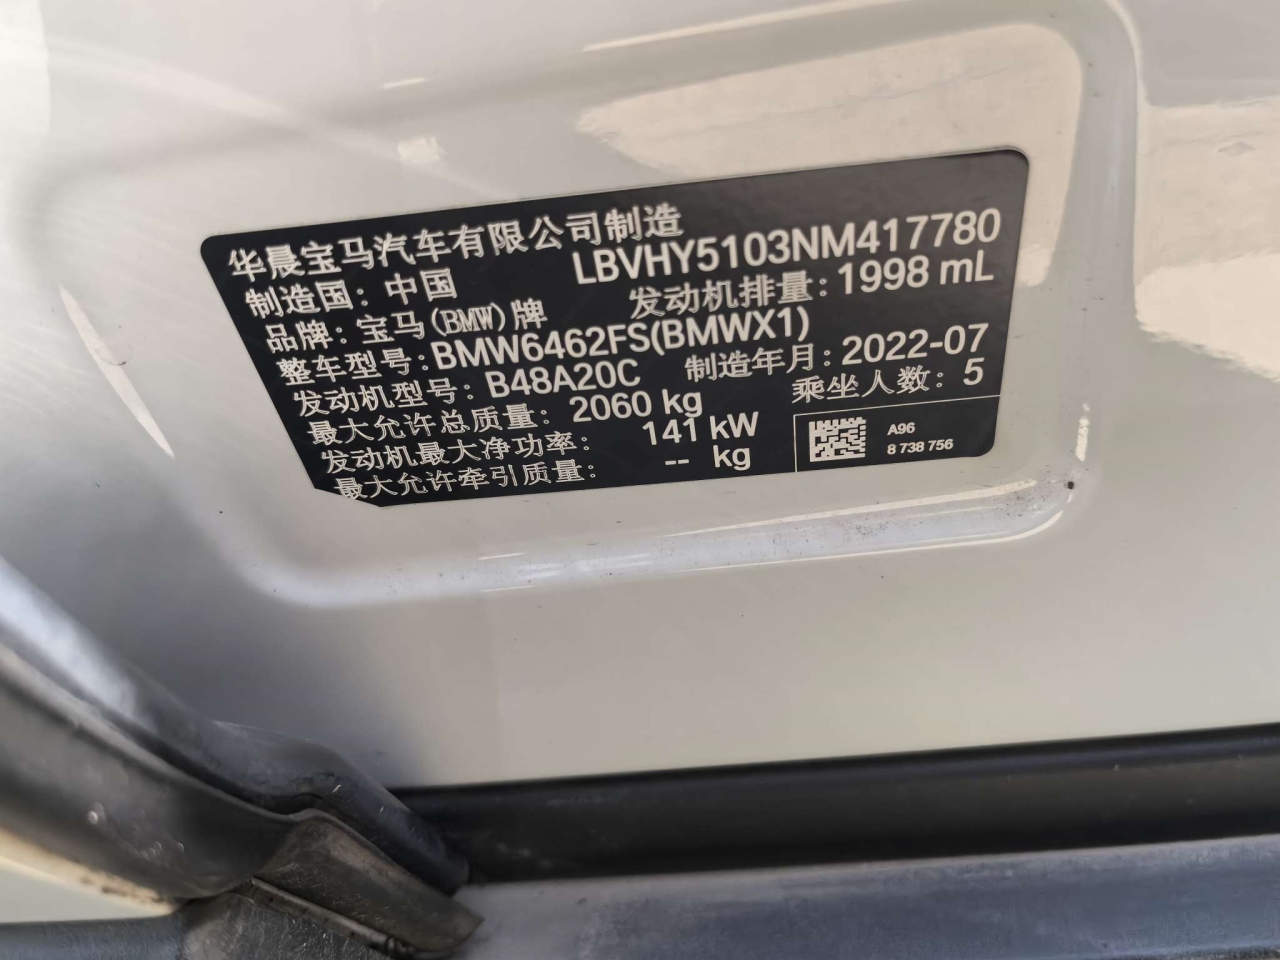 华晨宝马汽车有限公司制造
制造国：中国 LBVHY5103NM417780
品牌：宝马(BMW)牌 发动机排量：1998 mL
整车型号：BMW6462FS(BMWX1)
发动机型号：B48A20C 制造年月：2022-07
最大允许总质量：2060 kg 乘坐人数：5
发动机最大净功率：141 kW
最大允许牵引质量：-- kg
A96
8 738 756